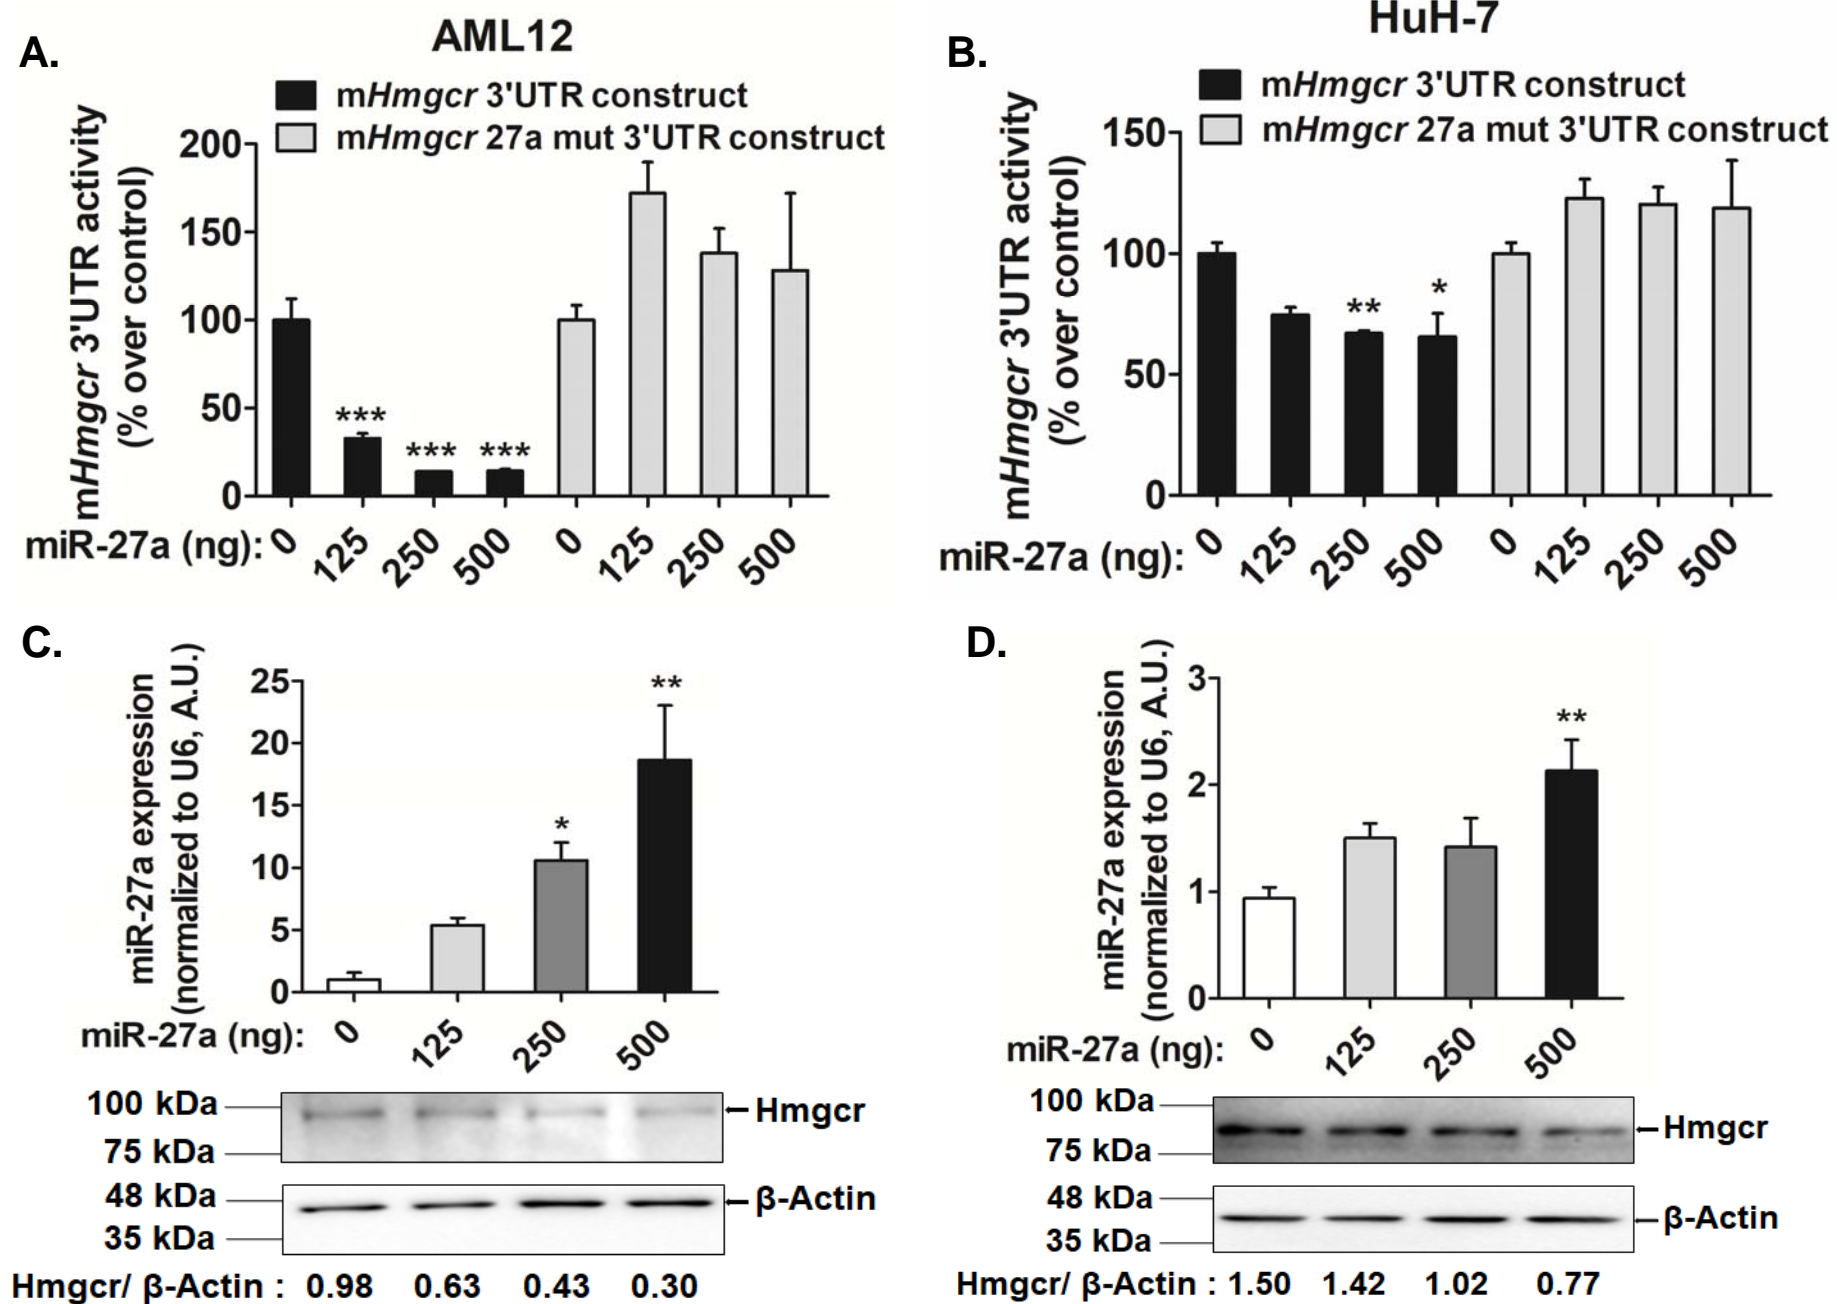 A.
AML12
mHmgcr 3'UTR construct
mHmgcr 27a mut 3'UTR construct
mHmgcr 3'UTR activity
(% over control)
200
150
100
50
0
***
***
***
miR-27a (ng): 0 125 250 500 0 125 250 500
B.
HuH-7
mHmgcr 3'UTR construct
mHmgcr 27a mut 3'UTR construct
mHmgcr 3'UTR activity
(% over control)
150
100
50
0
**
*
miR-27a (ng): 0 125 250 500 0 125 250 500
C.
miR-27a expression
(normalized to U6, A.U.)
25
20
15
10
5
0
*
**
miR-27a (ng): 0 125 250 500
100 kDa
75 kDa
Hmgcr
48 kDa
35 kDa
β-Actin
Hmgcr/ β-Actin : 0.98 0.63 0.43 0.30
D.
miR-27a expression
(normalized to U6, A.U.)
3
2
1
0
**
miR-27a (ng): 0 125 250 500
100 kDa
75 kDa
Hmgcr
48 kDa
35 kDa
β-Actin
Hmgcr/ β-Actin : 1.50 1.42 1.02 0.77